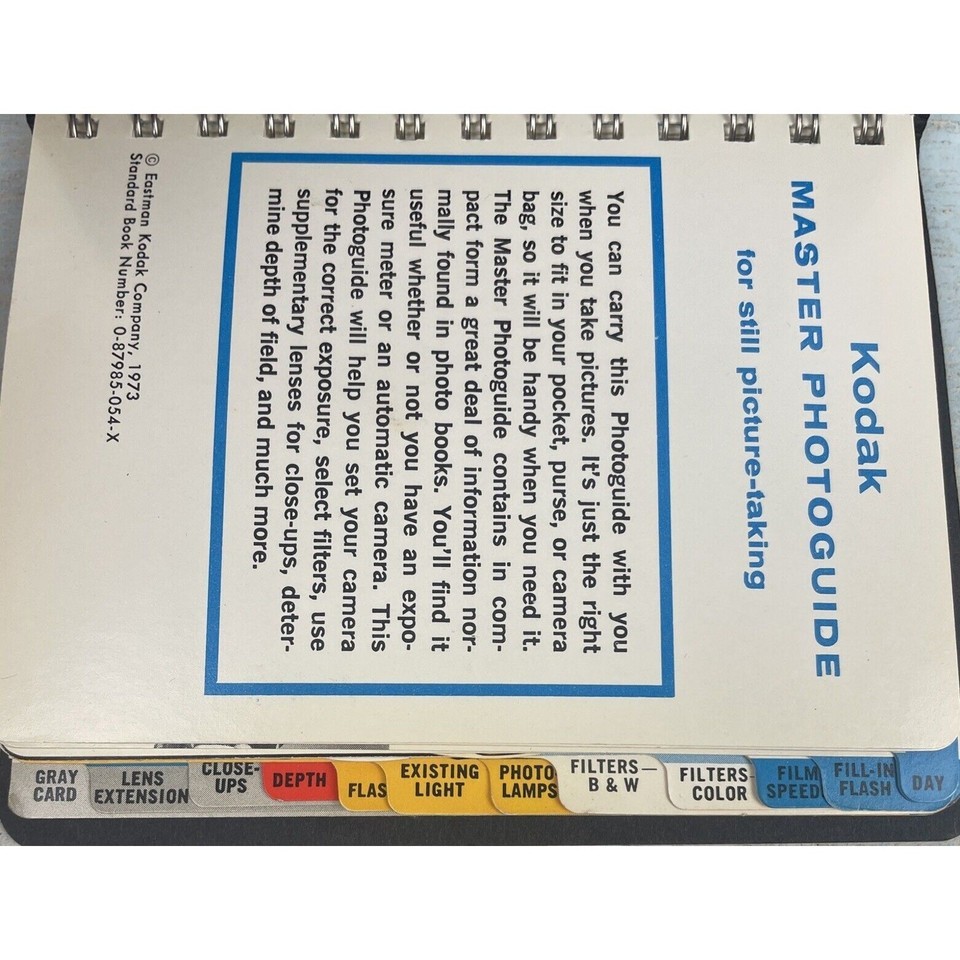 Kodak
MASTER PHOTOGUIDE
for still picture-taking
You can carry this Photoguide with you
when you take pictures. It's just the right
size to fit in your pocket, purse, or camera
bag, so it will be handy when you need it.
The Master Photoguide contains in com-
pact form a great deal of information nor-
mally found in photo books. You'll find it
useful whether or not you have an expo-
sure meter or an automatic camera. This
Photoguide will help you set your camera
for the correct exposure, select filters, use
supplementary lenses for close-ups, deter-
mine depth of field, and much more.
© Eastman Kodak Company, 1973
Standard Book Number: 0-87985-054-X
GRAY
CARD
LENS
EXTENSION
CLOSE-
UPS
DEPTH
FLAS
EXISTING
LIGHT
PHOTO
LAMPS
FILTERS—
B & W
FILTERS-
COLOR
FILM
SPEED
FILL-IN
FLASH
DAY